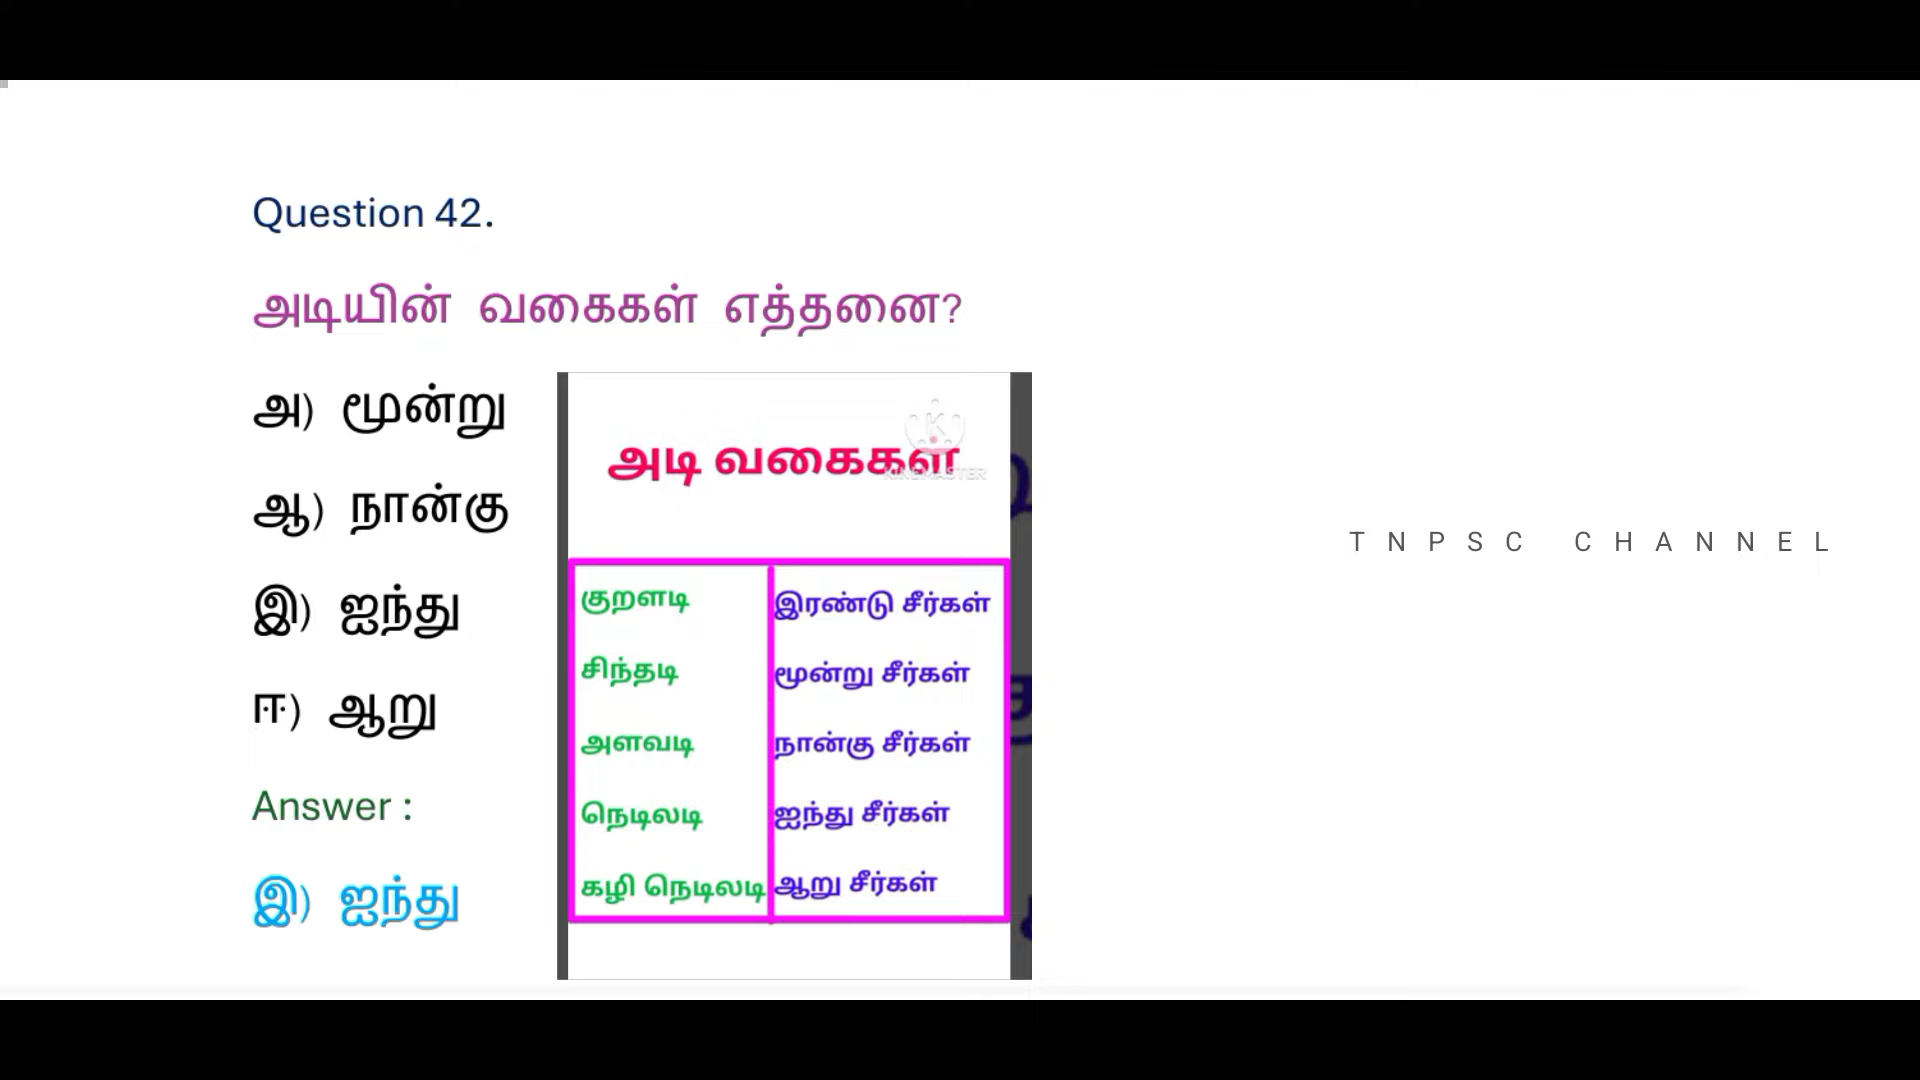 Question 42.
அடியின் வகைகள் எத்தனை?
அ) மூன்று
ஆ) நான்கு
இ) ஐந்து
ஈ) ஆறு
Answer :
இ) ஐந்து
அடி வகைகள்
KINEMASTER
குறளடி இரண்டு சீர்கள்
சிந்தடி மூன்று சீர்கள்
அளவடி நான்கு சீர்கள்
நெடிலடி ஐந்து சீர்கள்
கழி நெடிலடி ஆறு சீர்கள்
TNPSC CHANNEL